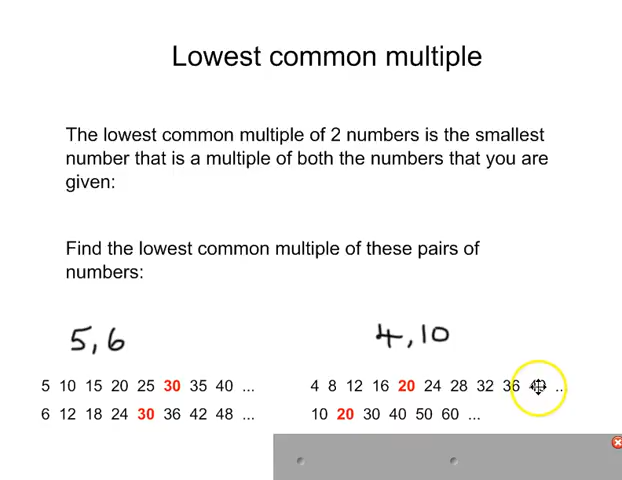 Lowest common multiple
The lowest common multiple of 2 numbers is the smallest
number that is a multiple of both the numbers that you are
given:
Find the lowest common multiple of these pairs of
numbers:
5, 6
4, 10
5 10 15 20 25 30 35 40 ...
4 8 12 16 20 24 28 32 36 ...
6 12 18 24 30 36 42 48 ...
10 20 30 40 50 60 ...